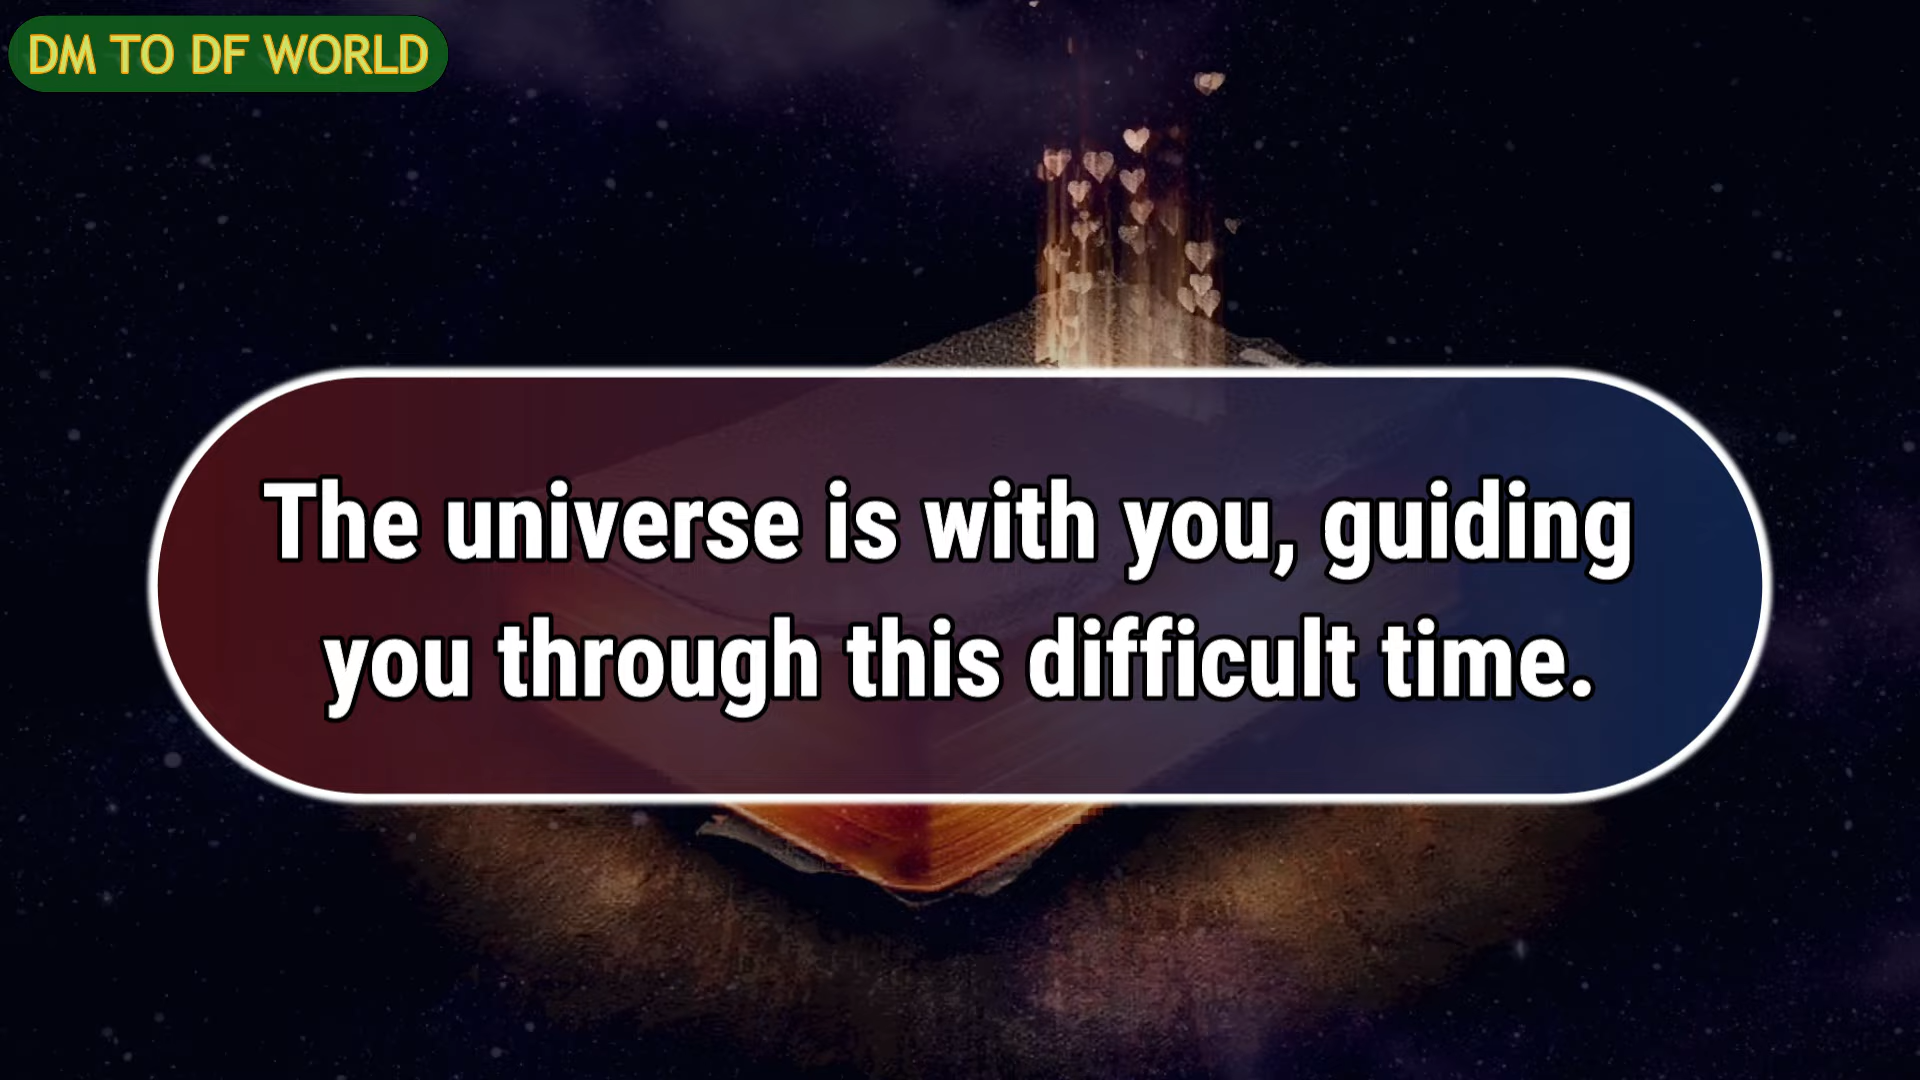 DM TO DF WORLD
The universe is with you, guiding
you through this difficult time.